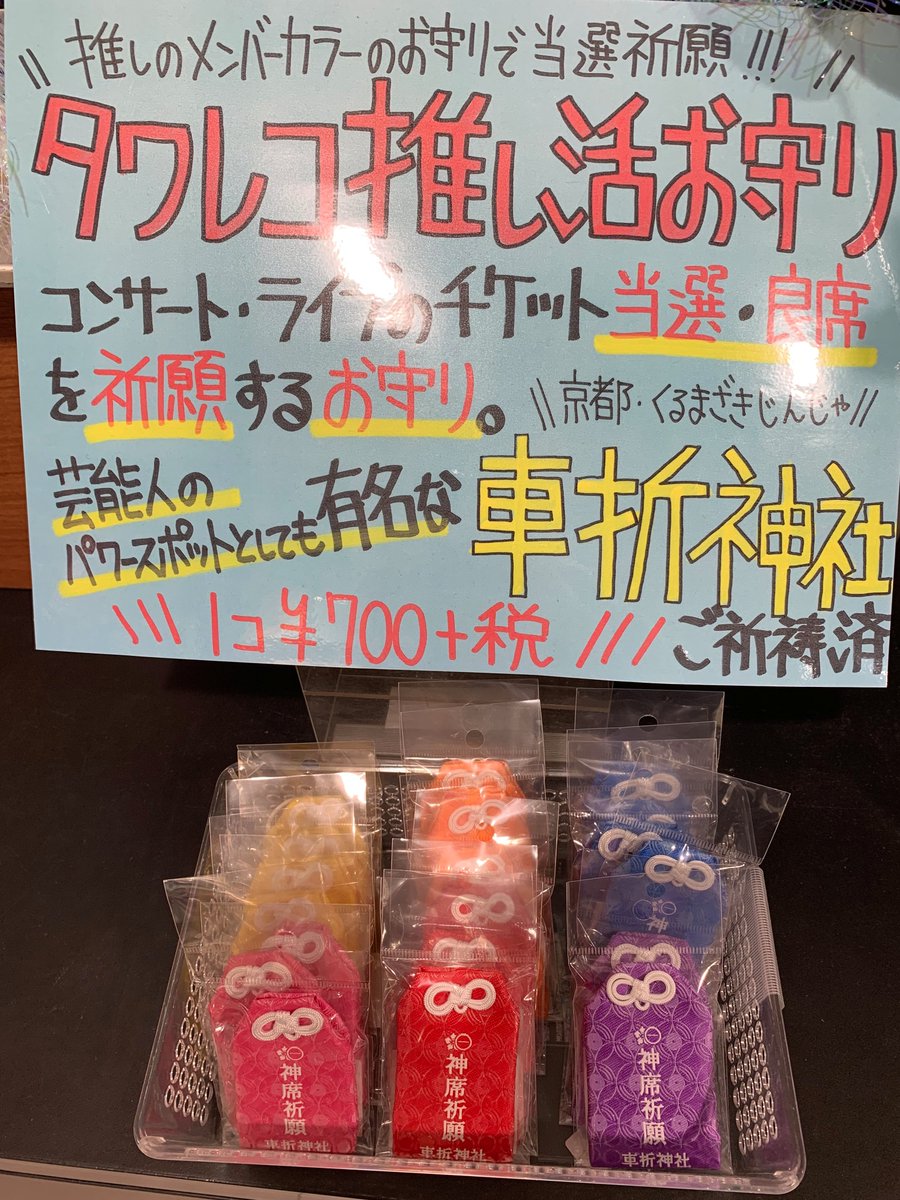 \\ 推しのメンバーカラーのお守りで当選祈願!!! //
タワレコ推し活お守り
コンサート・ライブのチケット当選・良席
を祈願するお守り。
\\京都・くるまざきじんじゃ//
芸能人の
パワースポットとしても有名な
車折神社
\\\ 1コ¥700+税 ///
ご祈祷済
神席祈願
車折神社
神席祈願
車折神社
神席祈願
車折神社
神